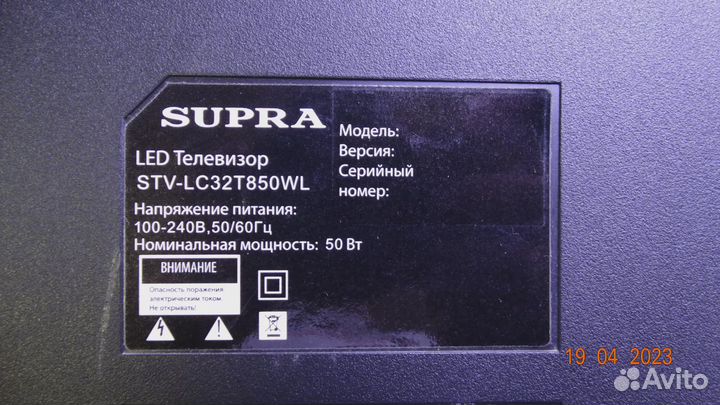 SUPRA
LED Телевизор
STV-LC32T850WL
Напряжение питания:
100-240В,50/60Гц
Номинальная мощность: 50 Вт
ВНИМАНИЕ
Опасность поражения
электрическим током.
Не открывать!
Модель:
Версия:
Серийный
номер:
19 04 2023
Avito